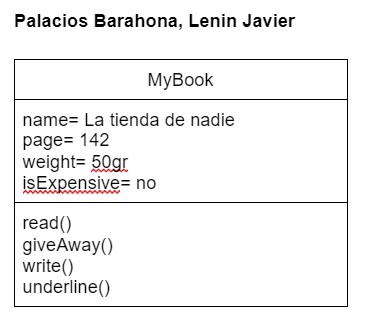 Palacios Barahona, Lenin Javier
MyBook
name= La tienda de nadie
page= 142
weight= 50gr
isExpensive= no
read()
giveAway()
write()
underline()